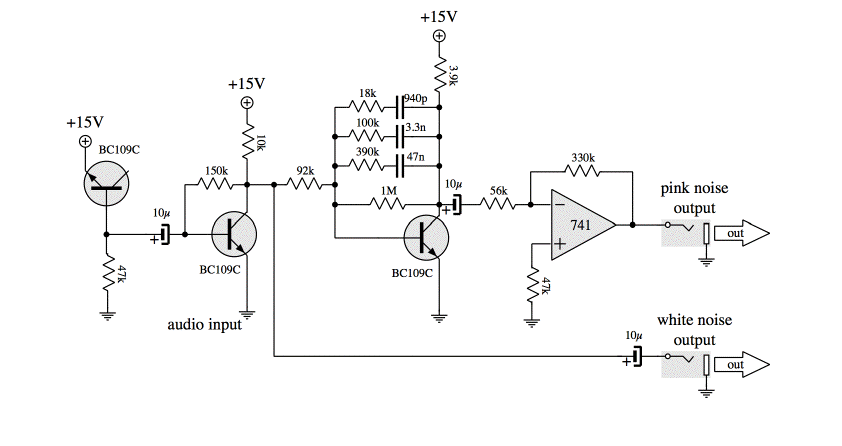 +15V
+15V
+15V
BC109C
47k
10µ
150k
10k
BC109C
audio input
92k
18k
940p
100k
3.3n
390k
47n
1M
3.9k
10µ
BC109C
56k
330k
−
741
+
47k
pink noise
output
out
white noise
output
10µ
+
out
+
+